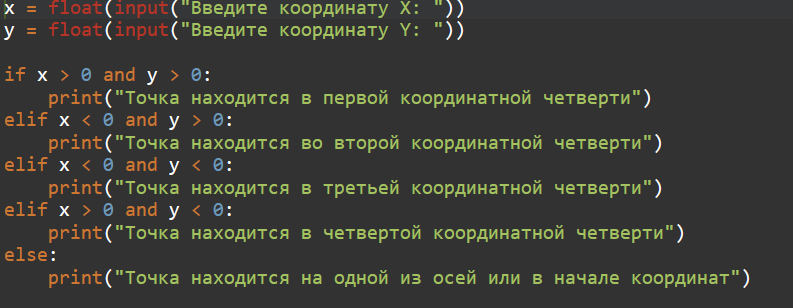 x = float(input("Введите координату X: "))
y = float(input("Введите координату Y: "))
if x > 0 and y > 0:
    print("Точка находится в первой координатной четверти")
elif x < 0 and y > 0:
    print("Точка находится во второй координатной четверти")
elif x < 0 and y < 0:
    print("Точка находится в третьей координатной четверти")
elif x > 0 and y < 0:
    print("Точка находится в четвертой координатной четверти")
else:
    print("Точка находится на одной из осей или в начале координат")